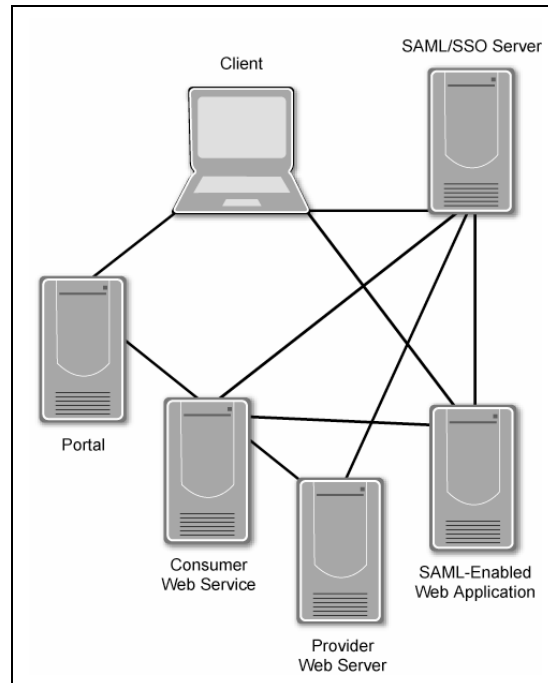 SAML/SSO Server
Client
Portal
Consumer
Web Service
SAML-Enabled
Web Application
Provider
Web Server